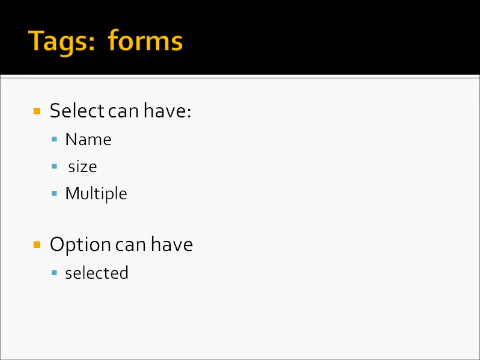 Tags: forms
Select can have:
Name
size
Multiple
Option can have
selected